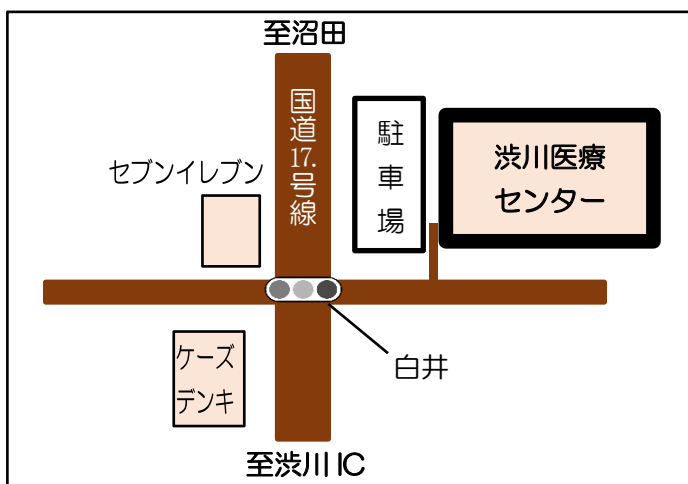 至沼田
国道17.号線
駐車場
渋川医療
センター
セブンイレブン
白井
ケーズ
デンキ
至渋川IC